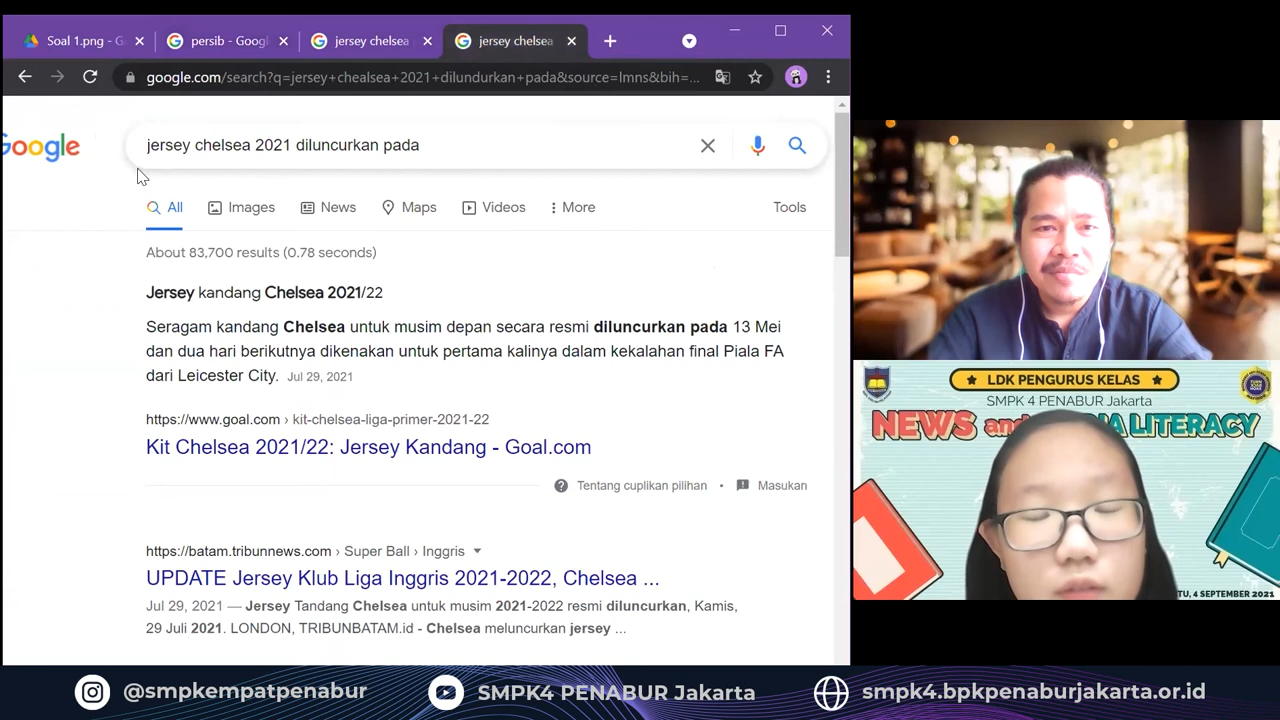 Soal 1.png - G
persib - Googl
jersey chelsea
jersey chelsea
google.com/search?q=jersey+chealsea+2021+dilundurkan+pada&source=lmns&bih=...
Google
jersey chelsea 2021 diluncurkan pada
All
Images
News
Maps
Videos
More
Tools
About 83,700 results (0.78 seconds)
Jersey kandang Chelsea 2021/22
Seragam kandang Chelsea untuk musim depan secara resmi diluncurkan pada 13 Mei
dan dua hari berikutnya dikenakan untuk pertama kalinya dalam kekalahan final Piala FA
dari Leicester City. Jul 29, 2021
https://www.goal.com › kit-chelsea-liga-primer-2021-22
Kit Chelsea 2021/22: Jersey Kandang - Goal.com
Tentang cuplikan pilihan • Masukan
https://batam.tribunnews.com › Super Ball › Inggris
UPDATE Jersey Klub Liga Inggris 2021-2022, Chelsea ...
Jul 29, 2021 — Jersey Tandang Chelsea untuk musim 2021-2022 resmi diluncurkan, Kamis,
29 Juli 2021. LONDON, TRIBUNBATAM.id - Chelsea meluncurkan jersey ...
LDK PENGURUS KELAS
SMPK 4 PENABUR Jakarta
NEWS and LITERACY
TU, 4 SEPTEMBER 2021
@smpkempatpenabur
SMPK4 PENABUR Jakarta
smpk4.bpkpenaburjakarta.or.id